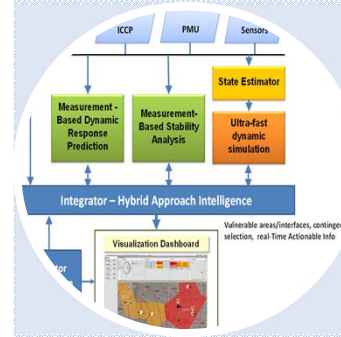 ICCP
PMU
Sensors
State Estimator
Measurement -
Based Dynamic
Response
Prediction
Measurement-
Based Stability
Analysis
Ultra-fast
dynamic
simulation
Integrator – Hybrid Approach Intelligence
Vulnerable areas/interfaces,
selection, real-Time Actionable Info
Visualization Dashboard